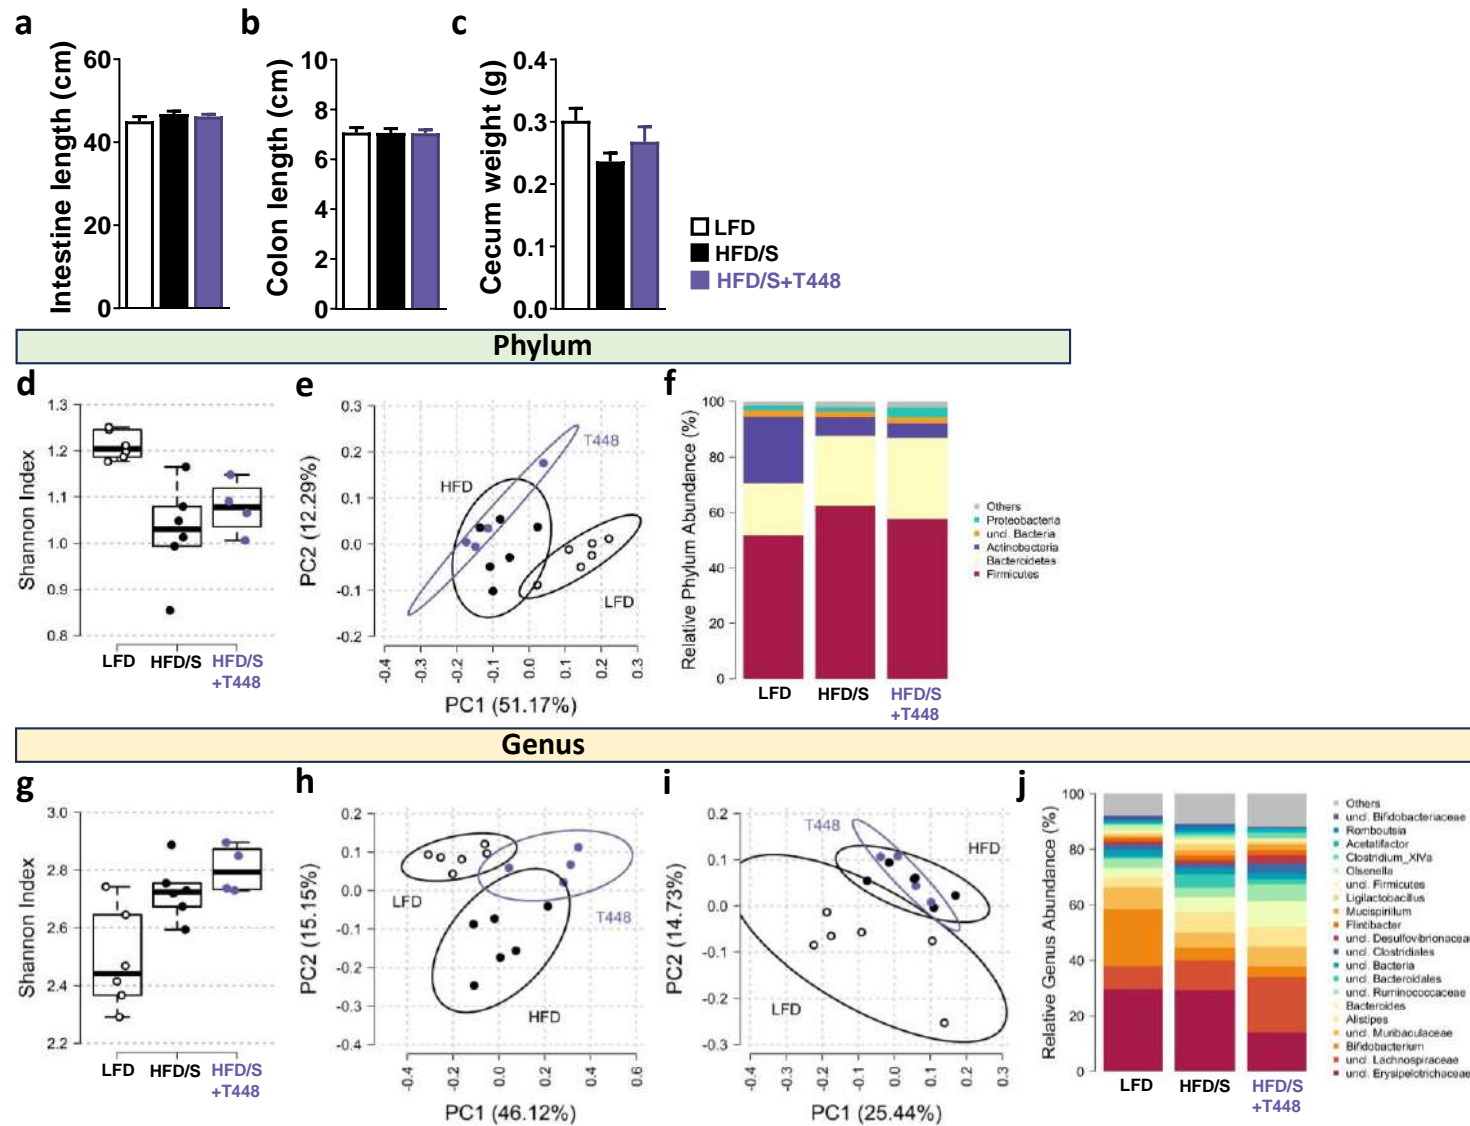 a
b
c
Intestine length (cm)
60
40
20
0
Colon length (cm)
10
8
6
4
2
0
Cecum weight (g)
0.4
0.3
0.2
0.1
0.0
LFD
HFD/S
HFD/S+T448
Phylum
d
e
f
Shannon Index
1.3
1.2
1.1
1.0
0.9
0.8
LFD
HFD/S
HFD/S
+T448
PC2 (12.29%)
0.3
0.2
0.1
0.0
-0.1
-0.2
T448
HFD
LFD
-0.4
-0.3
-0.2
-0.1
0.0
0.1
0.2
0.3
PC1 (51.17%)
Relative Phylum Abundance (%)
100
80
60
40
20
0
LFD
HFD/S
HFD/S
+T448
Others
Proteobacteria
uncl. Bacteria
Actinobacteria
Bacteroidetes
Firmicutes
Genus
g
h
i
j
Shannon Index
3.0
2.8
2.6
2.4
2.2
LFD
HFD/S
HFD/S
+T448
PC2 (15.15%)
0.2
0.1
0.0
-0.1
-0.2
-0.3
-0.4
LFD
T448
HFD
-0.4
-0.2
0.0
0.2
0.4
0.6
PC1 (46.12%)
PC2 (14.73%)
0.2
0.1
0.0
-0.1
-0.2
-0.3
T448
HFD
LFD
-0.4
-0.3
-0.2
-0.1
0.0
0.1
0.2
0.3
PC1 (25.44%)
Relative Genus Abundance (%)
100
80
60
40
20
0
LFD
HFD/S
HFD/S
+T448
Others
uncl. Bifidobacteriaceae
Romboutsia
Acetatifactor
Clostridium_XIVa
Olsenella
uncl. Firmicutes
Ligilactobacillus
Mucispirillum
Flintibacter
uncl. Desulfovibrionaceae
uncl. Clostridiales
uncl. Bacteria
uncl. Bacteroidales
uncl. Ruminococcaceae
Bacteroides
Alistipes
uncl. Muribaculaceae
Bifidobacterium
uncl. Lachnospiraceae
uncl. Erysipelotrichaceae